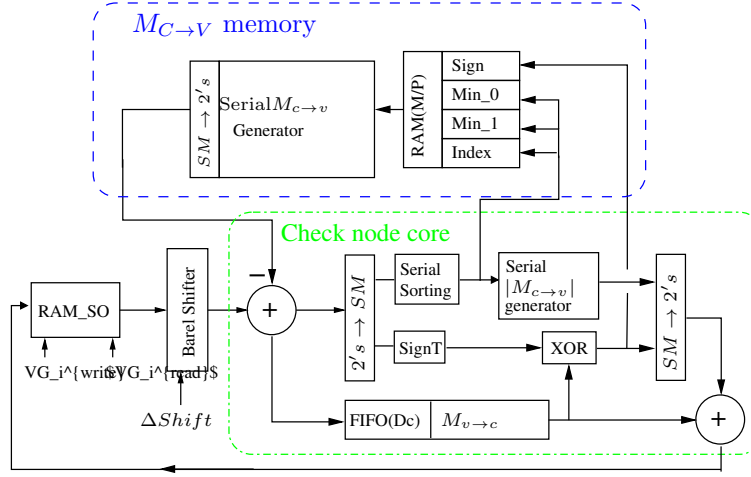 M_{C→V} memory
SM → 2's
Serial M_{c→v}
Generator
RAM(M/P)
Sign
Min_0
Min_1
Index
Check node core
−
RAM_SO
Barel Shifter
+
2's → SM
Serial
Sorting
Serial
|M_{c→v}|
generator
SM → 2's
SignT
XOR
VG_i^{write}
$VG_i^{read}$
ΔShift
FIFO(Dc)
M_{v→c}
+